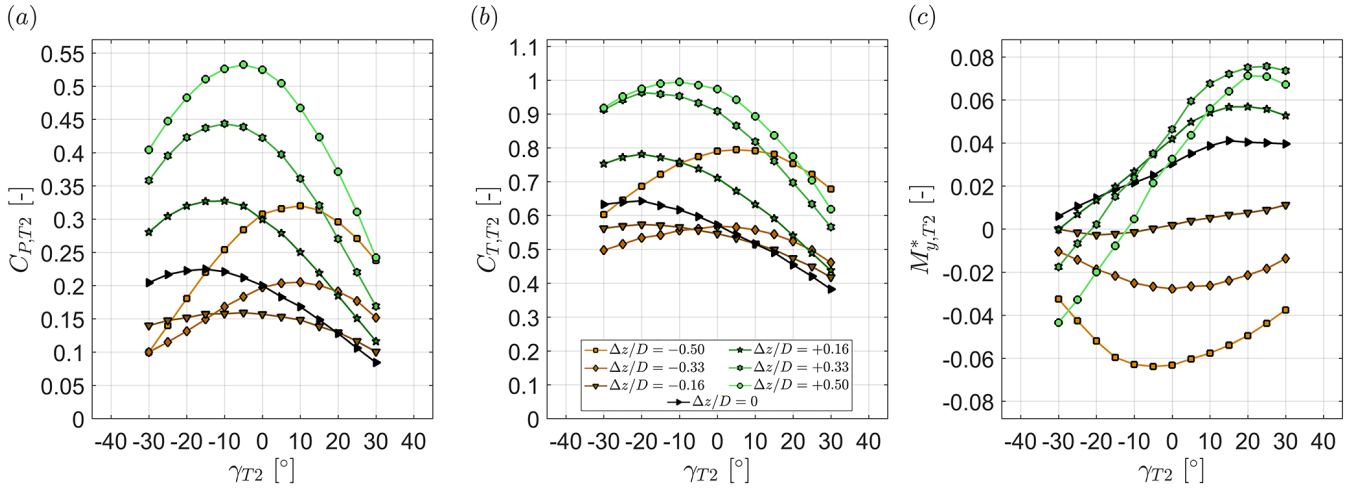 (a)
0.55
0.5
0.45
0.4
0.35
0.3
0.25
0.2
0.15
0.1
0.05
0
C_{P,T2} [-]
-40 -30 -20 -10 0 10 20 30 40
γ_{T2} [°]
(b)
1.1
1
0.9
0.8
0.7
0.6
0.5
0.4
0.3
0.2
0.1
0
C_{T,T2} [-]
Δz/D = −0.50
Δz/D = −0.33
Δz/D = −0.16
Δz/D = +0.16
Δz/D = +0.33
Δz/D = +0.50
Δz/D = 0
-40 -30 -20 -10 0 10 20 30 40
γ_{T2} [°]
(c)
0.08
0.06
0.04
0.02
0
-0.02
-0.04
-0.06
-0.08
M*_{y,T2} [-]
-40 -30 -20 -10 0 10 20 30 40
γ_{T2} [°]